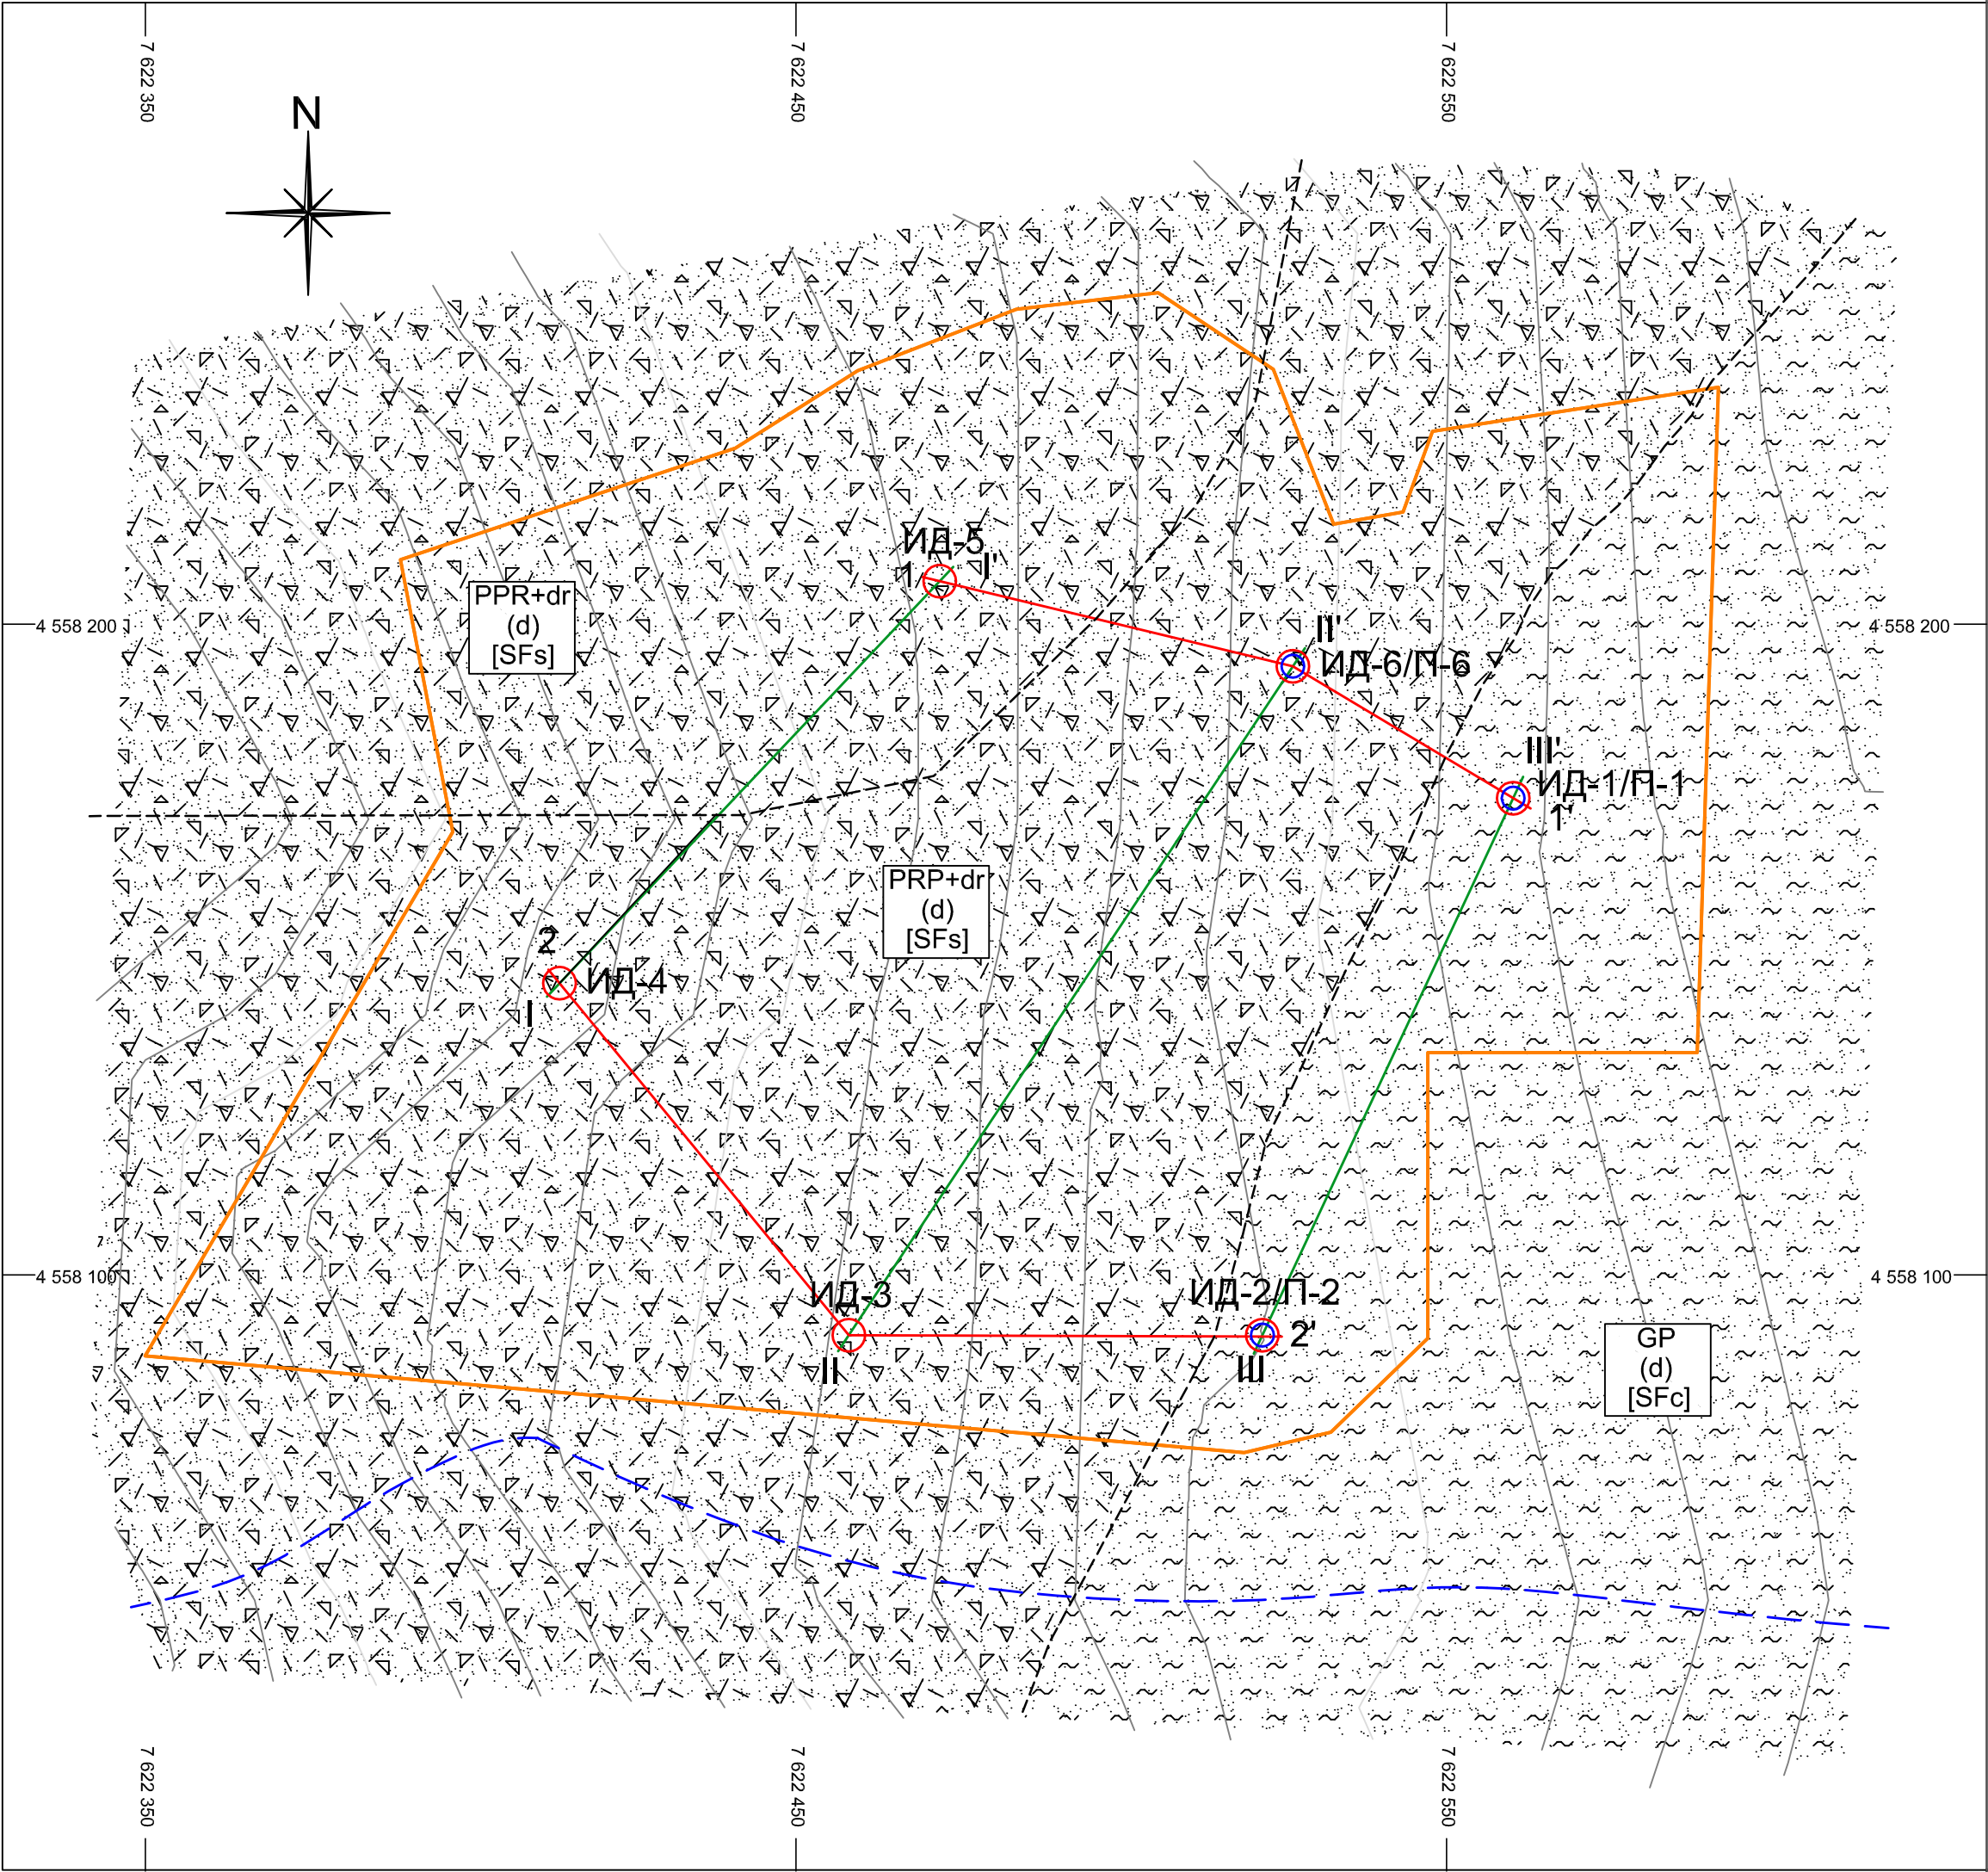 7 622 350
7 622 450
7 622 550
N
ИД-5
I'
1
PPR+dr
(d)
[SFs]
4 558 200
4 558 200
II'
ИД-6/П-6
III'
ИД-1/П-1
1'
PRP+dr
(d)
[SFs]
2
ИД-4
I
4 558 100
4 558 100
ИД-3
ИД-2/П-2
2'
II
III
GP
(d)
[SFc]
7 622 350
7 622 450
7 622 550